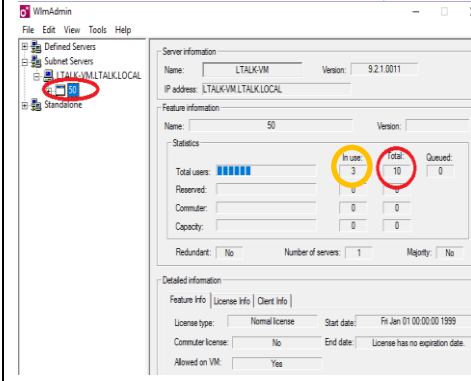 WlmAdmin
File Edit View Tools Help
Defined Servers
Subnet Servers
LTALK-VM.LTALK.LOCAL
50
Standalone
Server information
Name: LTALK-VM Version: 9.2.1.0011
IP address: LTALK-VM.LTALK.LOCAL
Feature information
Name: 50 Version:
Statistics
In use: Total: Queued:
Total users: 3 10 0
Reserved: 0 0
Commuter: 0 0
Capacity: 0 0
Redundant: No Number of servers: 1 Majority: No
Detailed information
Feature Info License Info Client Info
License type: Normal license Start date: Fri Jan 01 00:00:00 1999
Commuter license: No End date: License has no expiration date.
Allowed on VM: Yes